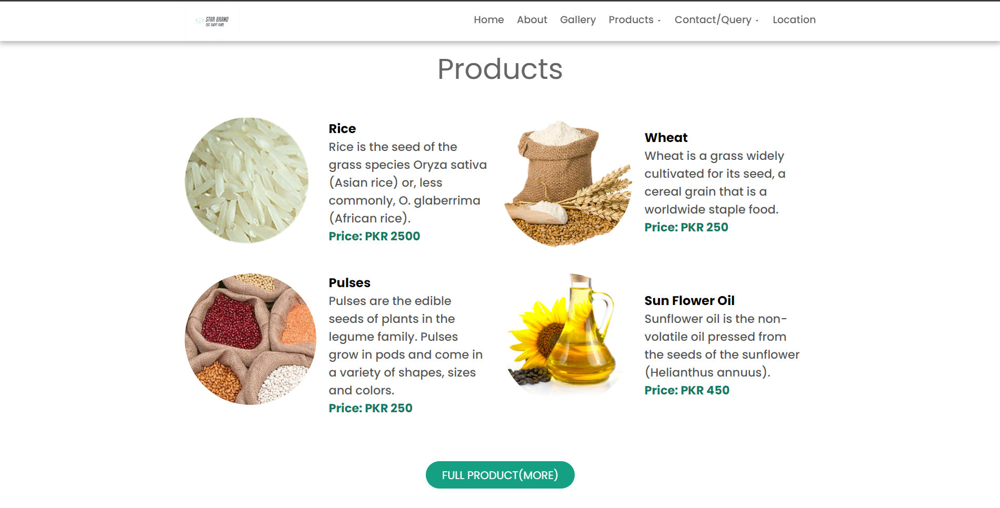 STAR BRAND
EAT RIGHT FOOD
Home About Gallery Products Contact/Query Location
Products
Rice
Rice is the seed of the
grass species Oryza sativa
(Asian rice) or, less
commonly, O. glaberrima
(African rice).
Price: PKR 2500
Wheat
Wheat is a grass widely
cultivated for its seed, a
cereal grain that is a
worldwide staple food.
Price: PKR 250
Pulses
Pulses are the edible
seeds of plants in the
legume family. Pulses
grow in pods and come in
a variety of shapes, sizes
and colors.
Price: PKR 250
Sun Flower Oil
Sunflower oil is the non-
volatile oil pressed from
the seeds of the sunflower
(Helianthus annuus).
Price: PKR 450
FULL PRODUCT(MORE)